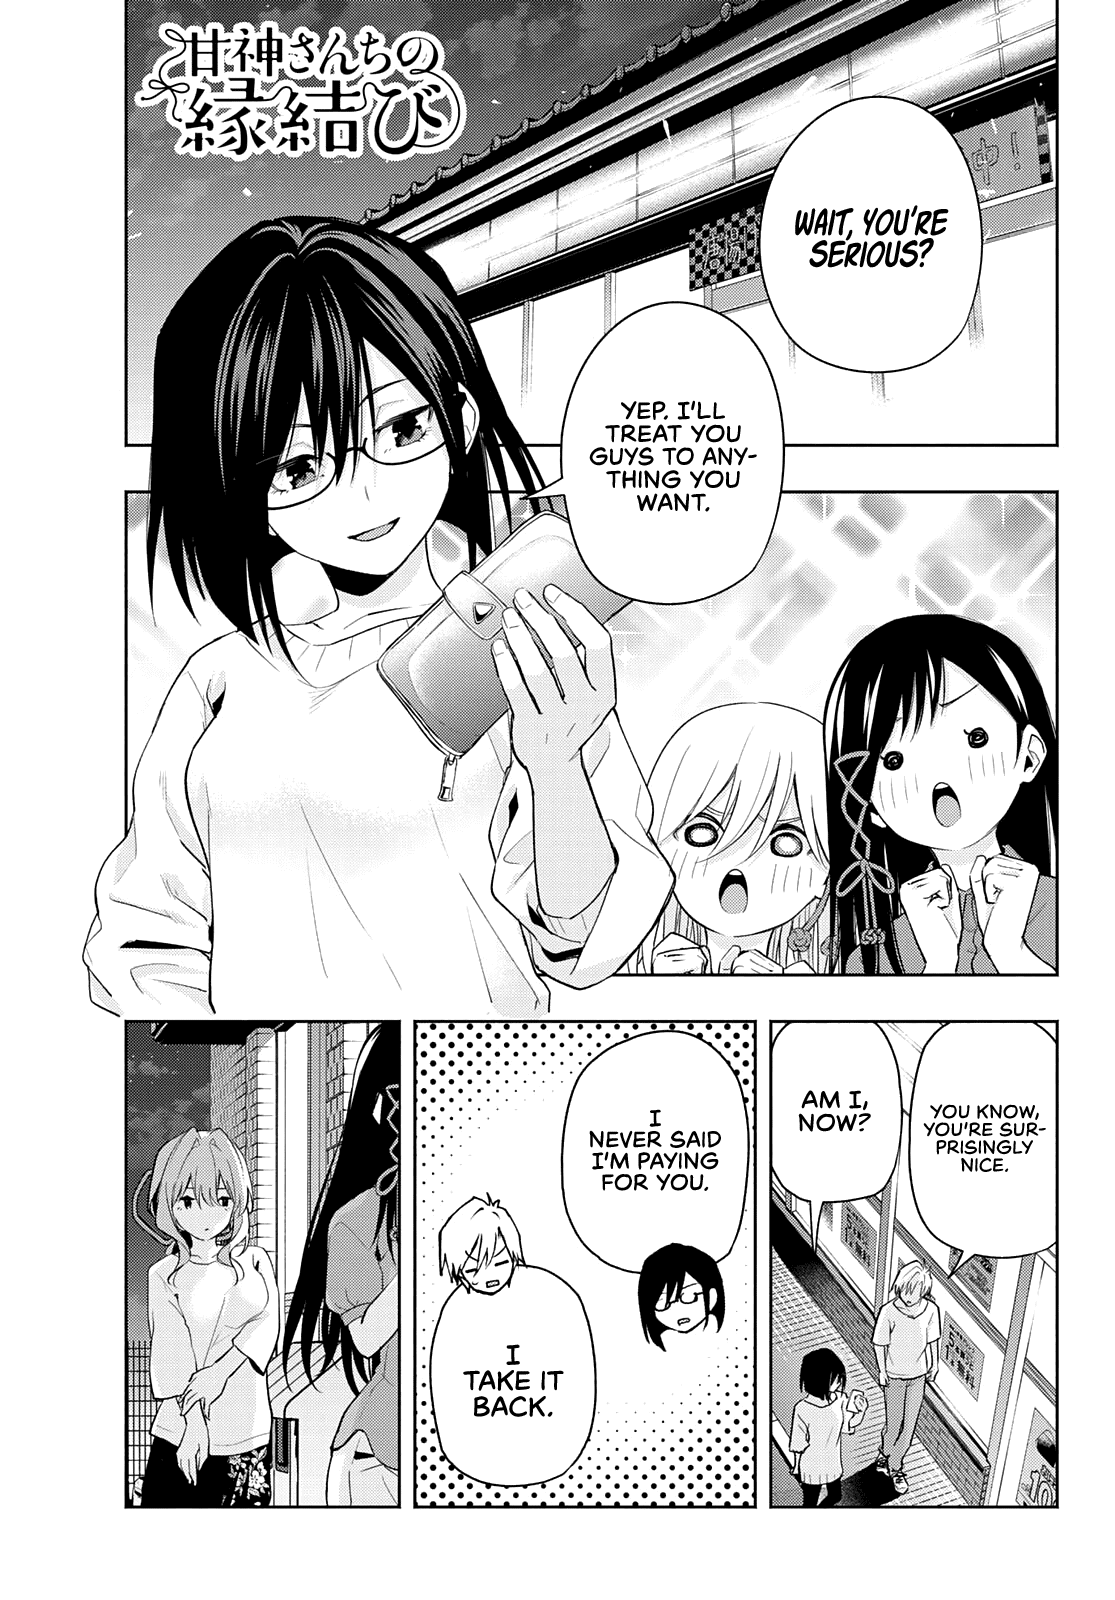 甘神さんちの
縁結び
中!
WAIT, YOU'RE
SERIOUS?
YEP. I'LL
TREAT YOU
GUYS TO ANY-
THING YOU
WANT.
YOU KNOW,
YOU'RE SUR-
PRISINGLY
NICE.
AM I,
NOW?
I
NEVER SAID
I'M PAYING
FOR YOU.
I
TAKE IT
BACK.